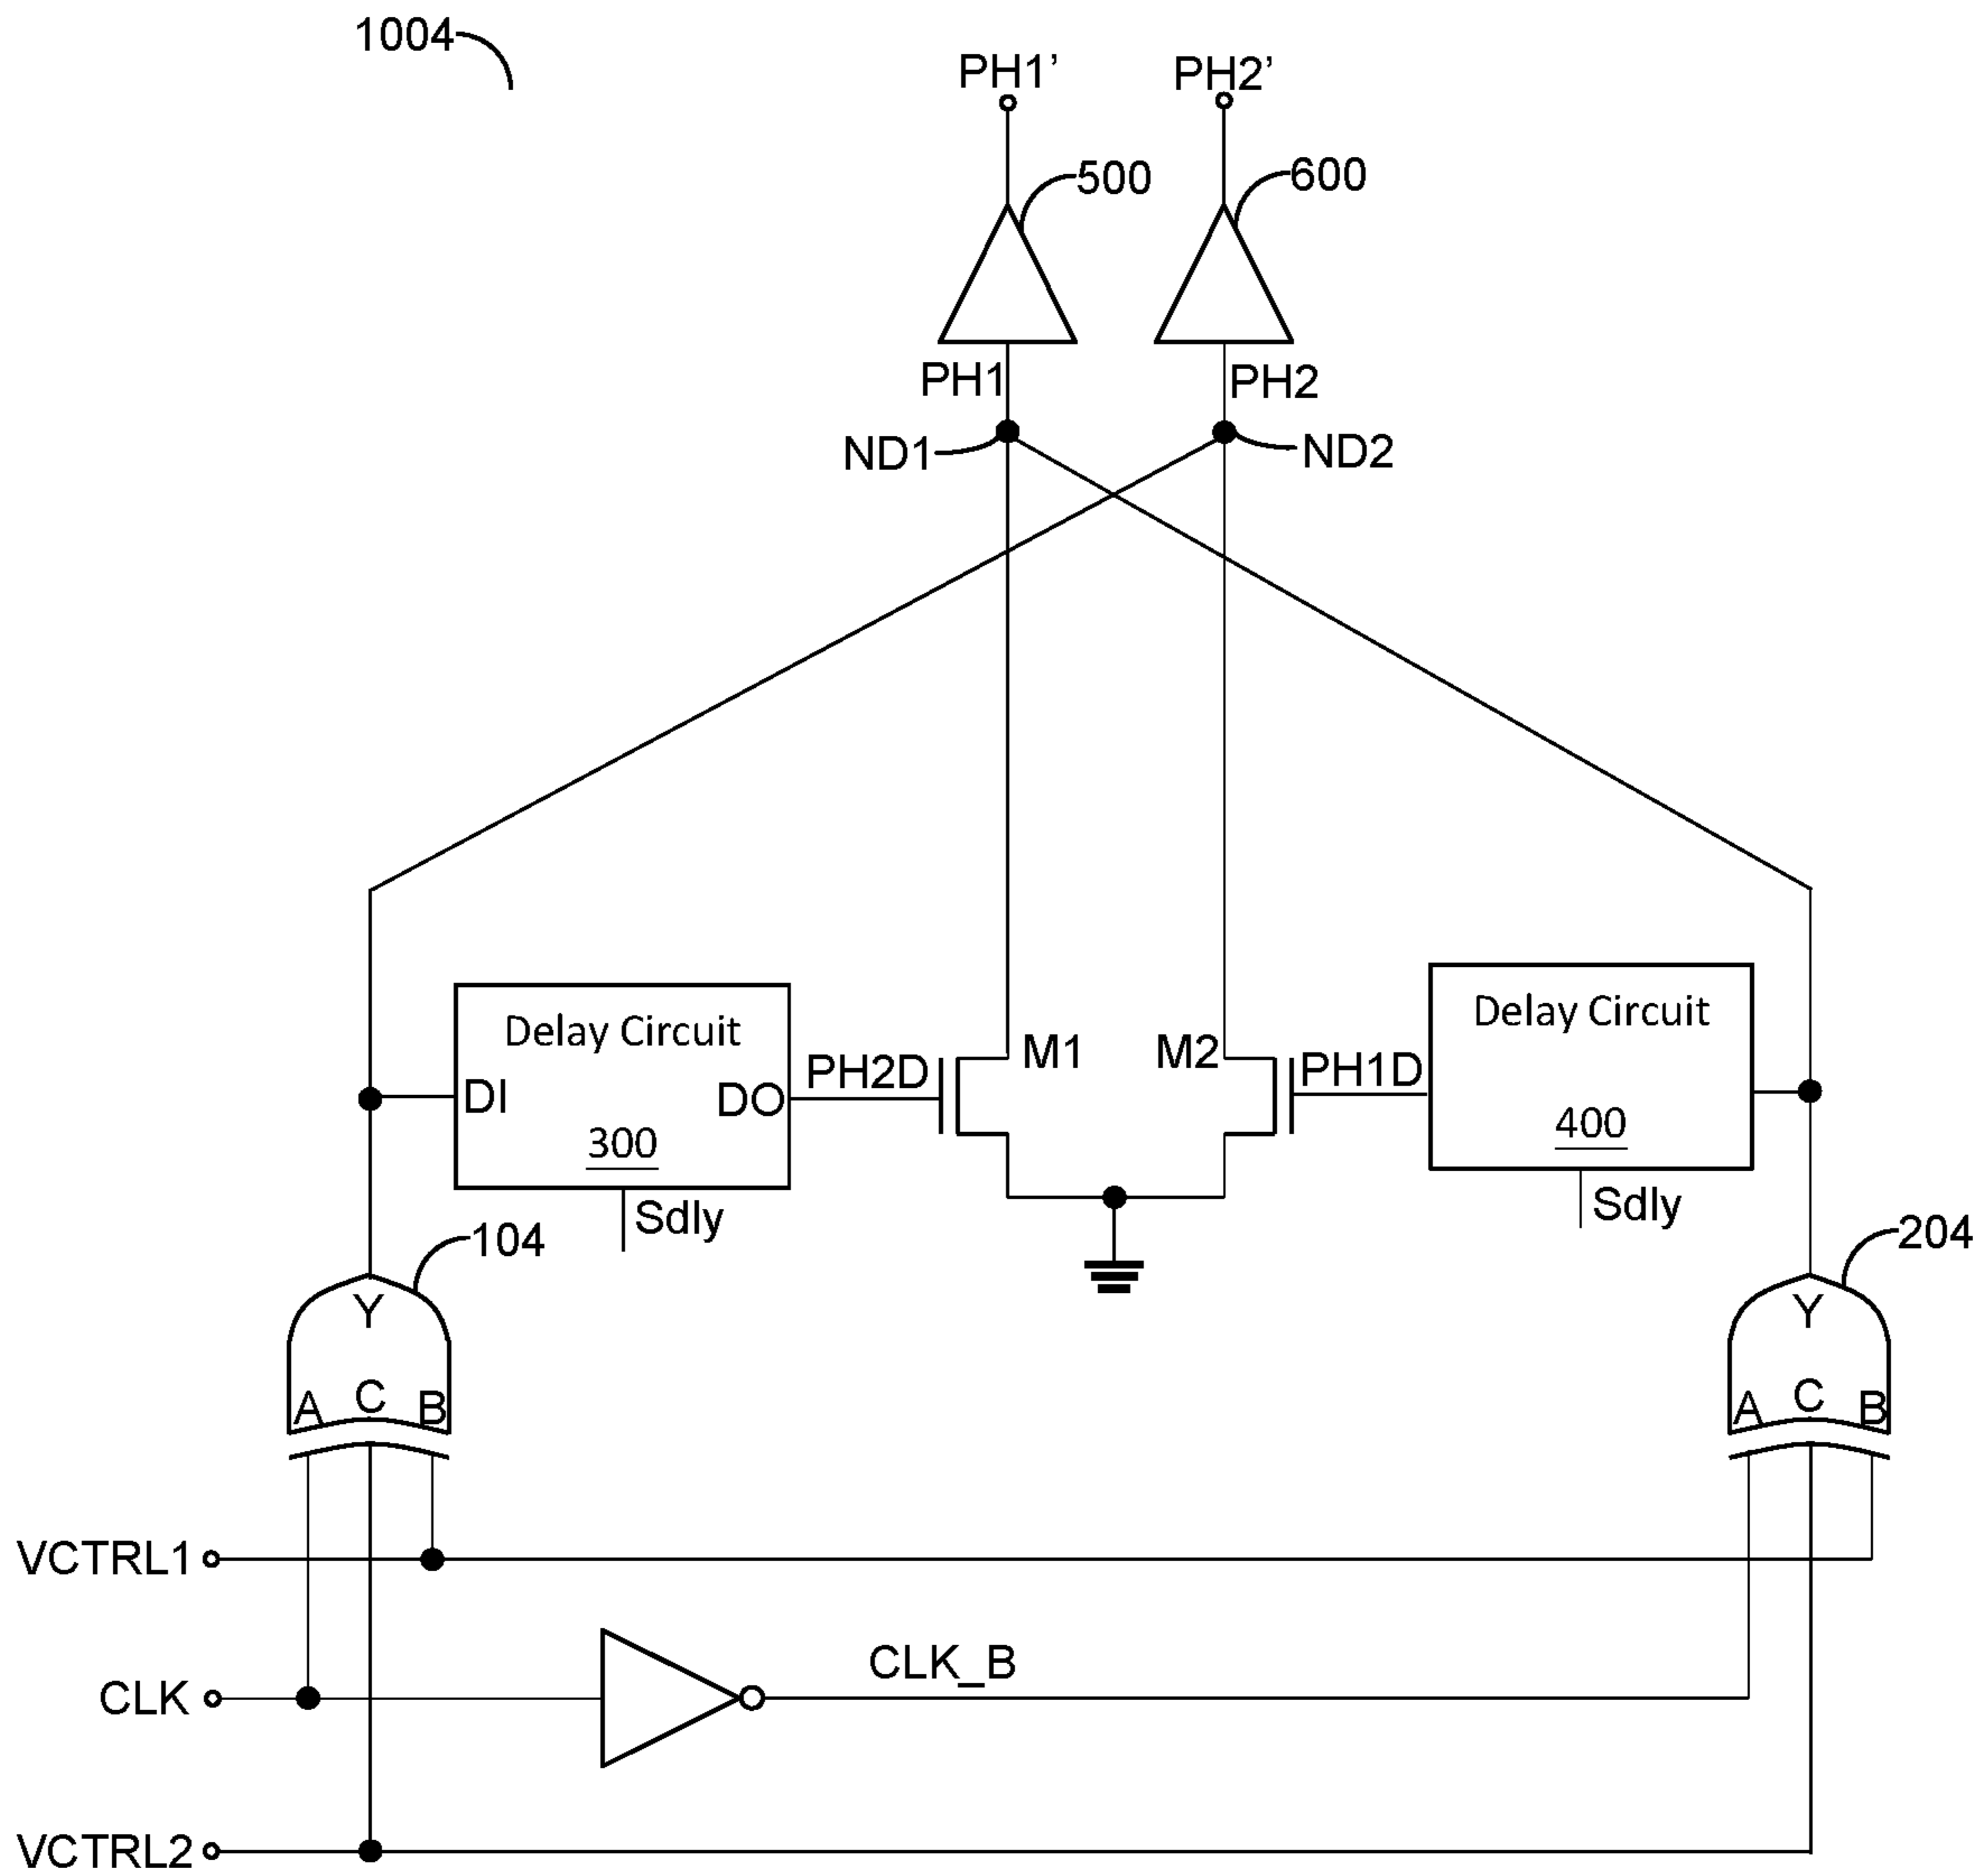 1004
PH1’
PH2’
500
600
PH1
PH2
ND1
ND2
Delay Circuit
DI
DO
300
Sdly
PH2D
M1
M2
PH1D
Delay Circuit
400
Sdly
104
204
Y
A
C
B
Y
A
C
B
VCTRL1
CLK
CLK_B
VCTRL2